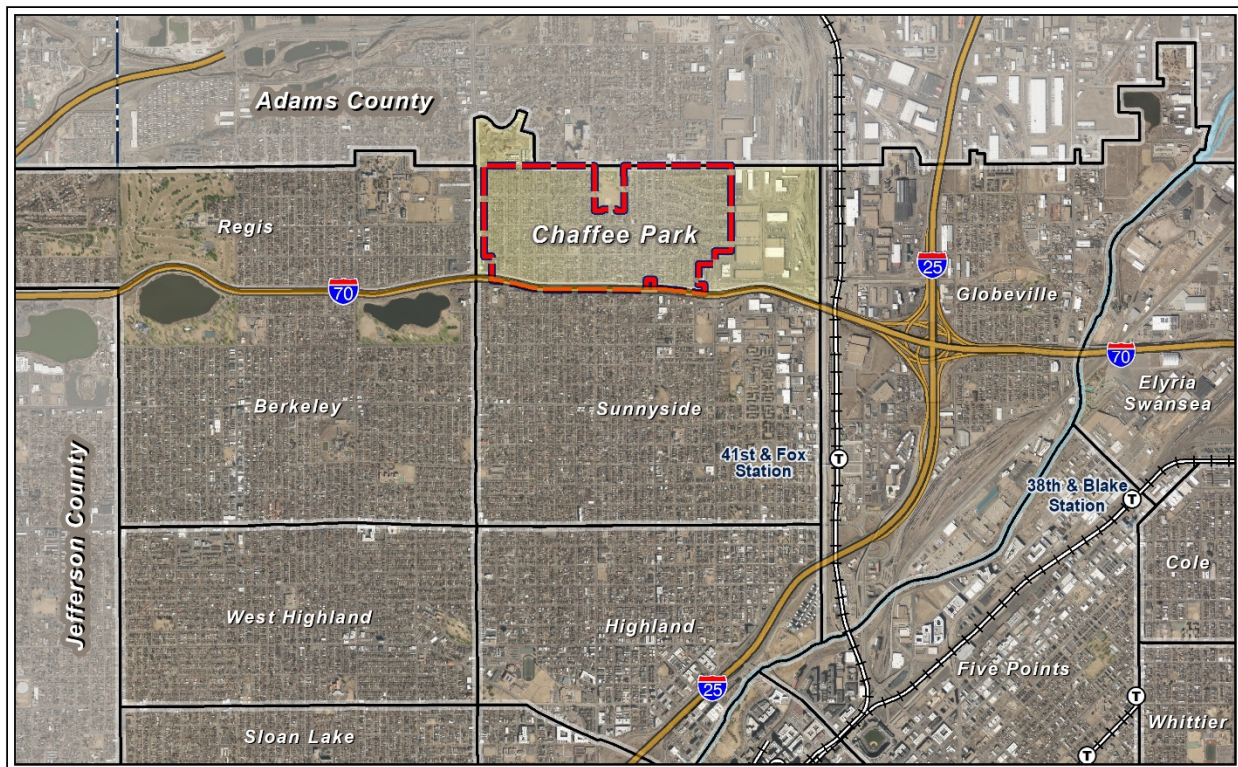 Adams County
Regis
Chaffee Park
70
25
Globeville
70
Elyria
Swansea
Berkeley
Sunnyside
41st & Fox
Station
T
38th & Blake
Station
T
Jefferson County
Cole
West Highland
Highland
Five Points
25
T
Whittier
Sloan Lake
T